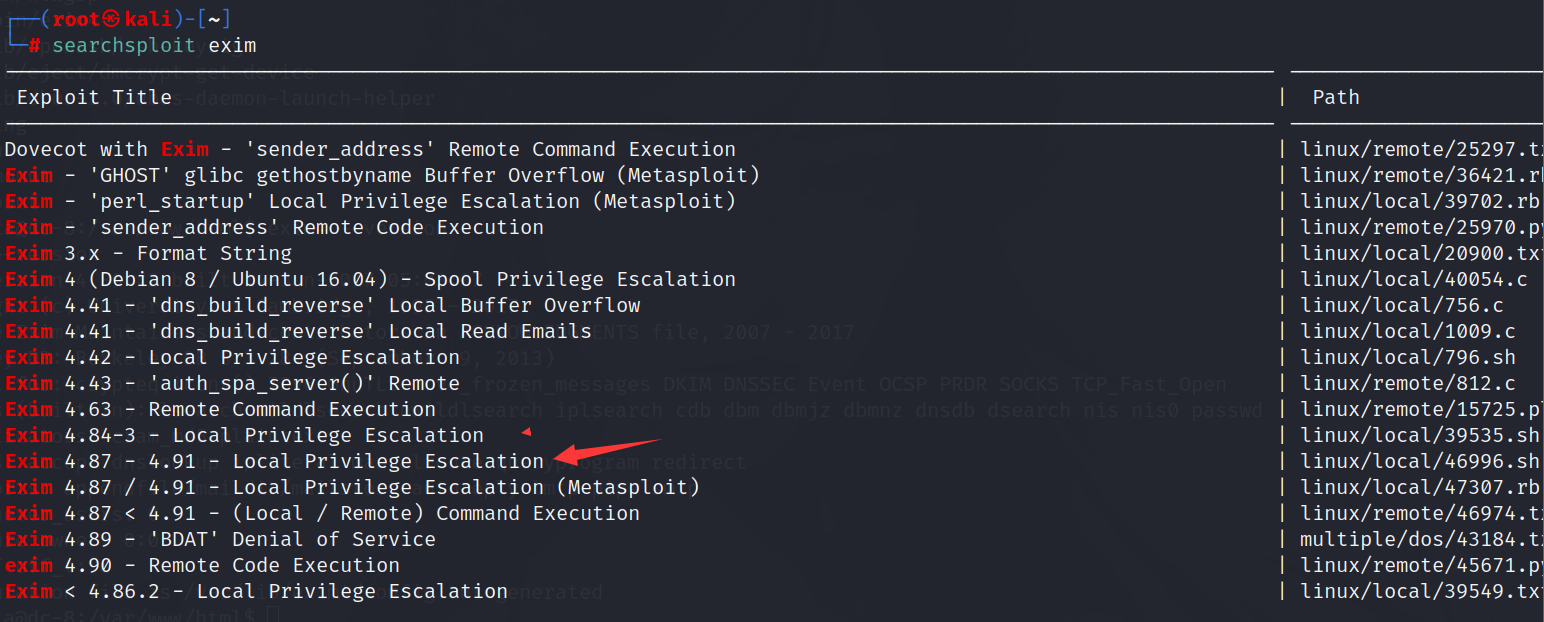 (root㉿kali)-[~]
# searchsploit exim
Exploit Title | Path
Dovecot with Exim - 'sender_address' Remote Command Execution | linux/remote/25297.t
Exim - 'GHOST' glibc gethostbyname Buffer Overflow (Metasploit) | linux/remote/36421.r
Exim - 'perl_startup' Local Privilege Escalation (Metasploit) | linux/local/39702.rb
Exim - 'sender_address' Remote Code Execution | linux/remote/25970.p
Exim 3.x - Format String | linux/local/20900.tx
Exim 4 (Debian 8 / Ubuntu 16.04) - Spool Privilege Escalation | linux/local/40054.c
Exim 4.41 - 'dns_build_reverse' Local Buffer Overflow | linux/local/756.c
Exim 4.41 - 'dns_build_reverse' Local Read Emails | linux/local/1009.c
Exim 4.42 - Local Privilege Escalation | linux/local/796.sh
Exim 4.43 - 'auth_spa_server()' Remote | linux/remote/812.c
Exim 4.63 - Remote Command Execution | linux/remote/15725.p
Exim 4.84-3 - Local Privilege Escalation | linux/local/39535.sh
Exim 4.87 - 4.91 - Local Privilege Escalation | linux/local/46996.sh
Exim 4.87 / 4.91 - Local Privilege Escalation (Metasploit) | linux/local/47307.rb
Exim 4.87 < 4.91 - (Local / Remote) Command Execution | linux/remote/46974.t
Exim 4.89 - 'BDAT' Denial of Service | multiple/dos/43184.t
exim 4.90 - Remote Code Execution | linux/remote/45671.p
Exim < 4.86.2 - Local Privilege Escalation | linux/local/39549.tx